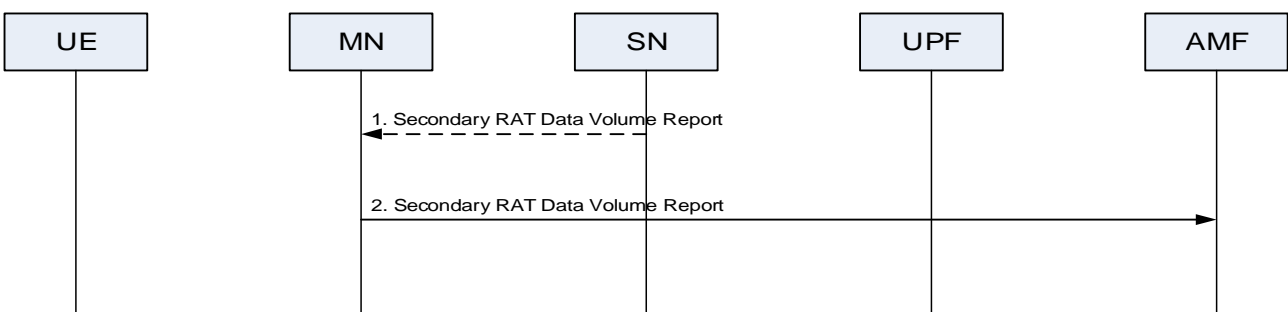 UE
MN
SN
UPF
AMF
1. Secondary RAT Data Volume Report
2. Secondary RAT Data Volume Report